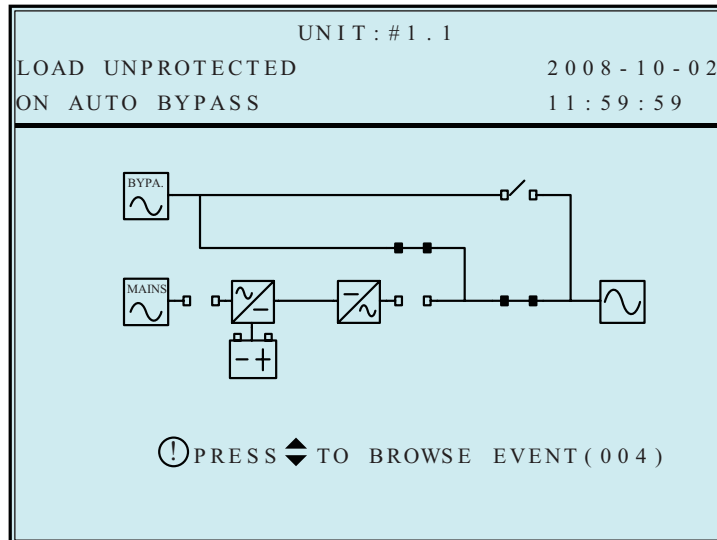 UNIT:#1.1
LOAD UNPROTECTED 2008-10-02
ON AUTO BYPASS 11:59:59
BYPA.
MAINS
! PRESS TO BROWSE EVENT(004)